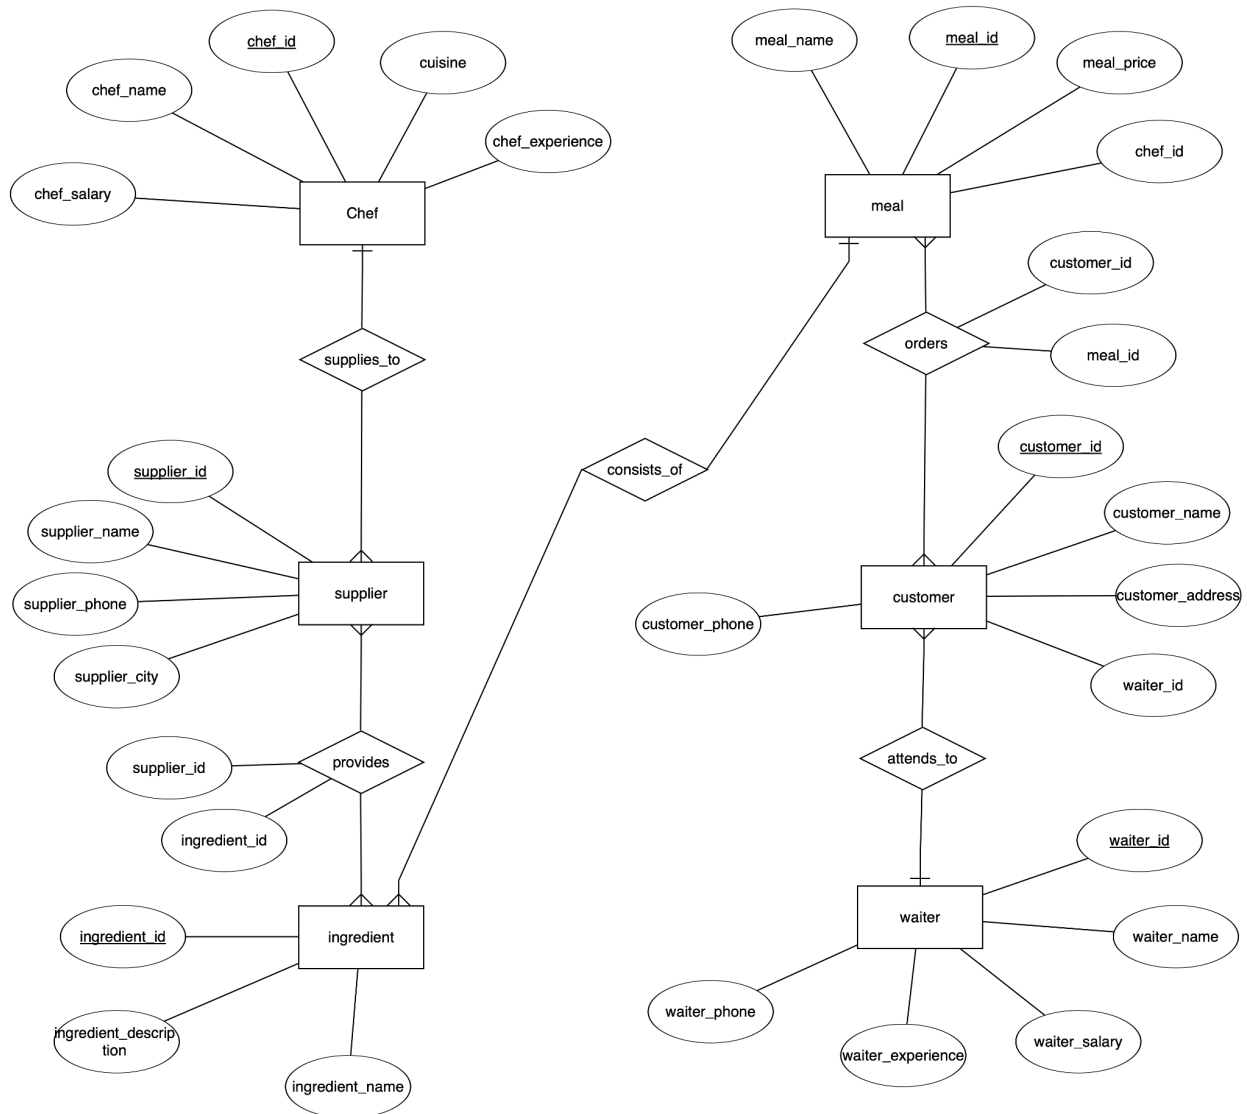 chef_id
cuisine
chef_name
chef_experience
chef_salary
Chef
supplies_to
supplier_id
supplier_name
supplier_phone
supplier_city
supplier
supplier_id
provides
ingredient_id
ingredient_id
ingredient
ingredient_descrip
tion
ingredient_name
consists_of
meal_name
meal_id
meal_price
chef_id
meal
customer_id
orders
meal_id
customer_id
customer_name
customer_address
customer
customer_phone
waiter_id
attends_to
waiter_id
waiter
waiter_name
waiter_phone
waiter_experience
waiter_salary